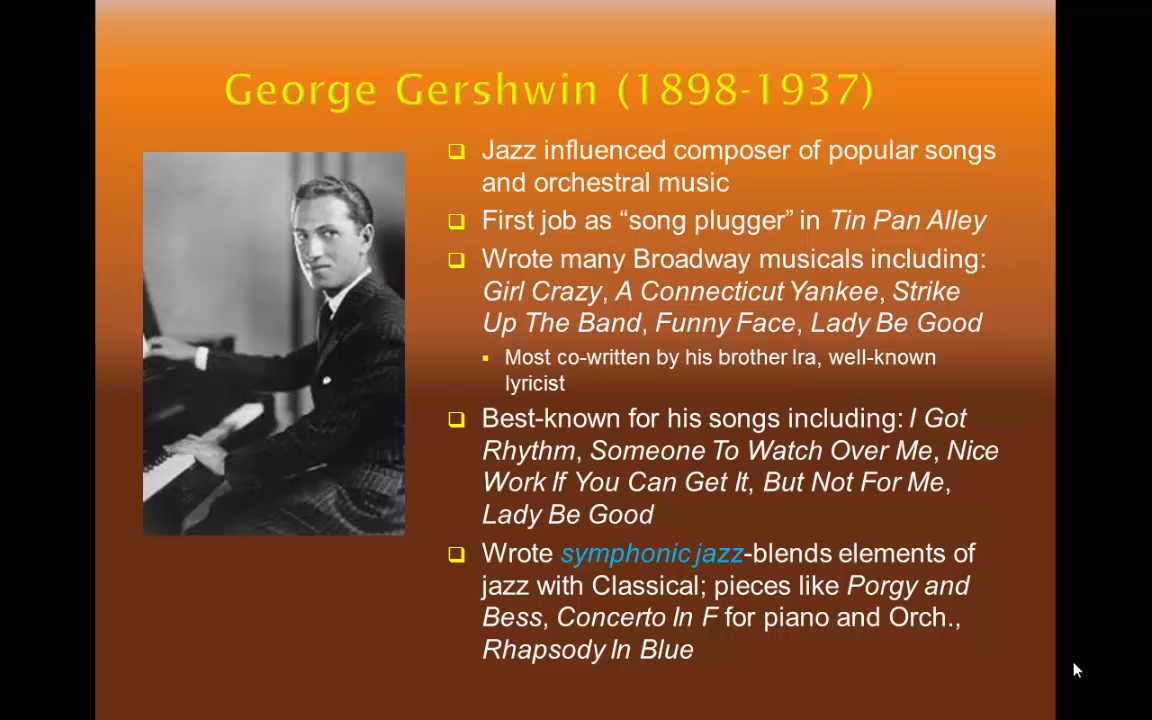 George Gershwin (1898-1937)
Jazz influenced composer of popular songs
and orchestral music
First job as “song plugger” in Tin Pan Alley
Wrote many Broadway musicals including:
Girl Crazy, A Connecticut Yankee, Strike
Up The Band, Funny Face, Lady Be Good
Most co-written by his brother Ira, well-known
lyricist
Best-known for his songs including: I Got
Rhythm, Someone To Watch Over Me, Nice
Work If You Can Get It, But Not For Me,
Lady Be Good
Wrote symphonic jazz-blends elements of
jazz with Classical; pieces like Porgy and
Bess, Concerto In F for piano and Orch.,
Rhapsody In Blue